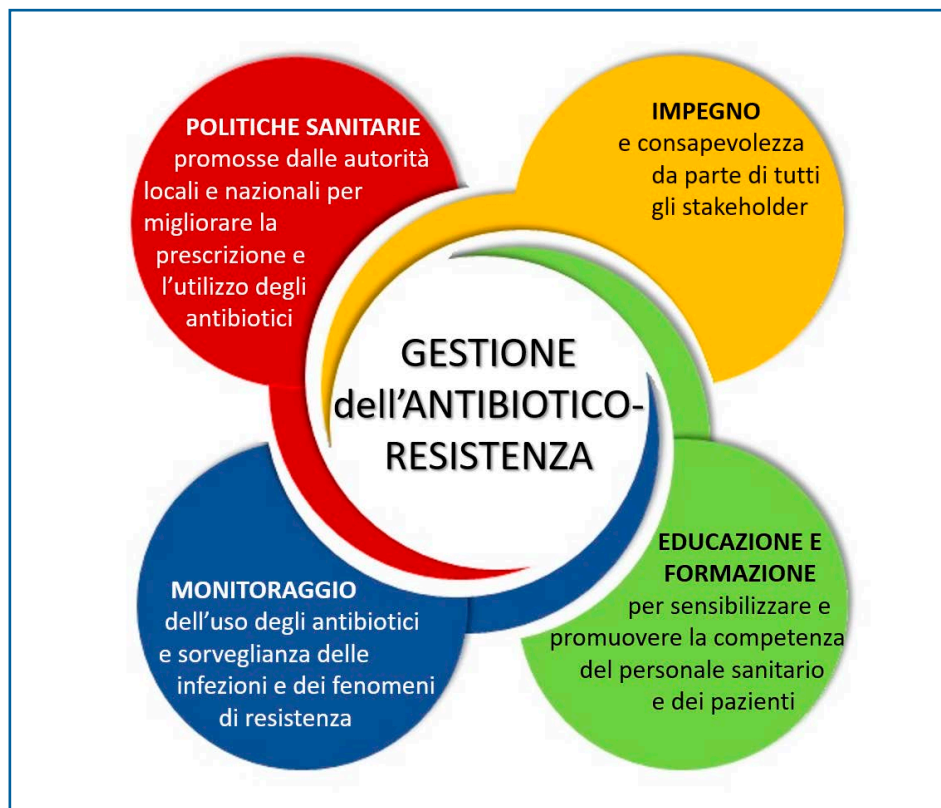 POLITICHE SANITARIE
promosse dalle autorità
locali e nazionali per
migliorare la
prescrizione e
l'utilizzo degli
antibiotici
IMPEGNO
e consapevolezza
da parte di tutti
gli stakeholder
GESTIONE
dell'ANTIBIOTICO-
RESISTENZA
MONITORAGGIO
dell'uso degli antibiotici
e sorveglianza delle
infezioni e dei fenomeni
di resistenza
EDUCAZIONE E
FORMAZIONE
per sensibilizzare e
promuovere la competenza
del personale sanitario
e dei pazienti